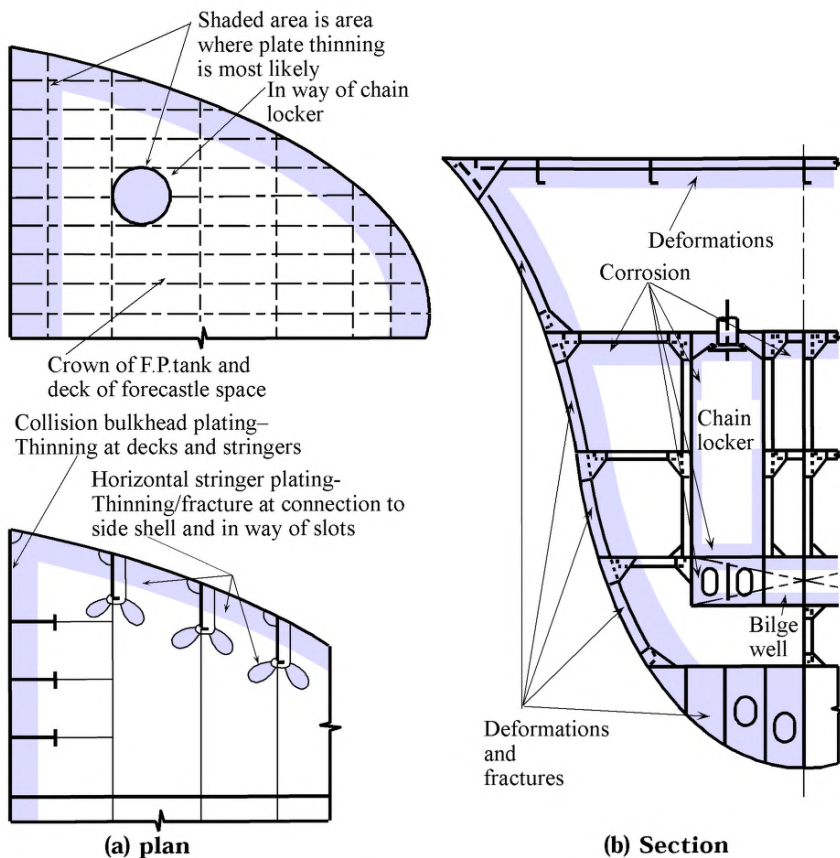 Shaded area is area
where plate thinning
is most likely
In way of chain
locker
Crown of F.P.tank and
deck of forecastle space
Collision bulkhead plating–
Thinning at decks and stringers
Horizontal stringer plating-
Thinning/fracture at connection to
side shell and in way of slots
(a) plan
Deformations
Corrosion
Chain
locker
Bilge
well
Deformations
and
fractures
(b) Section